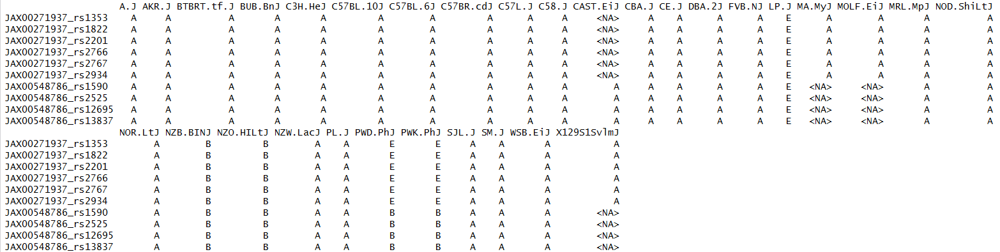 A.J AKR.J BTBRT.tf.J BUB.BnJ C3H.HeJ C57BL.10J C57BL.6J C57BR.cdJ C57L.J C58.J CAST.EiJ CBA.J CE.J DBA.2J FVB.NJ LP.J MA.MyJ MOLF.EiJ MRL.MpJ NOD.ShiLtJ
JAX00271937_rs1353 A A A A A A A A A A <NA> A A A A E A A A A
JAX00271937_rs1822 A A A A A A A A A A <NA> A A A A E A A A A
JAX00271937_rs2201 A A A A A A A A A A <NA> A A A A E A A A A
JAX00271937_rs2766 A A A A A A A A A A <NA> A A A A E A A A A
JAX00271937_rs2767 A A A A A A A A A A <NA> A A A A E A A A A
JAX00271937_rs2934 A A A A A A A A A A <NA> A A A A E A A A A
JAX00548786_rs1590 A A A A A A A A A A A A A A A E <NA> <NA> A A
JAX00548786_rs2525 A A A A A A A A A A A A A A A E <NA> <NA> A A
JAX00548786_rs12695 A A A A A A A A A A A A A A A E <NA> <NA> A A
JAX00548786_rs13837 A A A A A A A A A A A A A A A E <NA> <NA> A A
NOR.LtJ NZB.BINJ NZO.HILtJ NZW.LacJ PL.J PWD.PhJ PWK.PhJ SJL.J SM.J WSB.EiJ X129S1SvlmJ
JAX00271937_rs1353 A B B A A E E A A A A
JAX00271937_rs1822 A B B A A E E A A A A
JAX00271937_rs2201 A B B A A E E A A A A
JAX00271937_rs2766 A B B A A E E A A A A
JAX00271937_rs2767 A B B A A E E A A A A
JAX00271937_rs2934 A B B A A E E A A A A
JAX00548786_rs1590 A B B A A B B A A A <NA>
JAX00548786_rs2525 A B B A A B B A A A <NA>
JAX00548786_rs12695 A B B A A B B A A A <NA>
JAX00548786_rs13837 A B B A A B B A A A <NA>